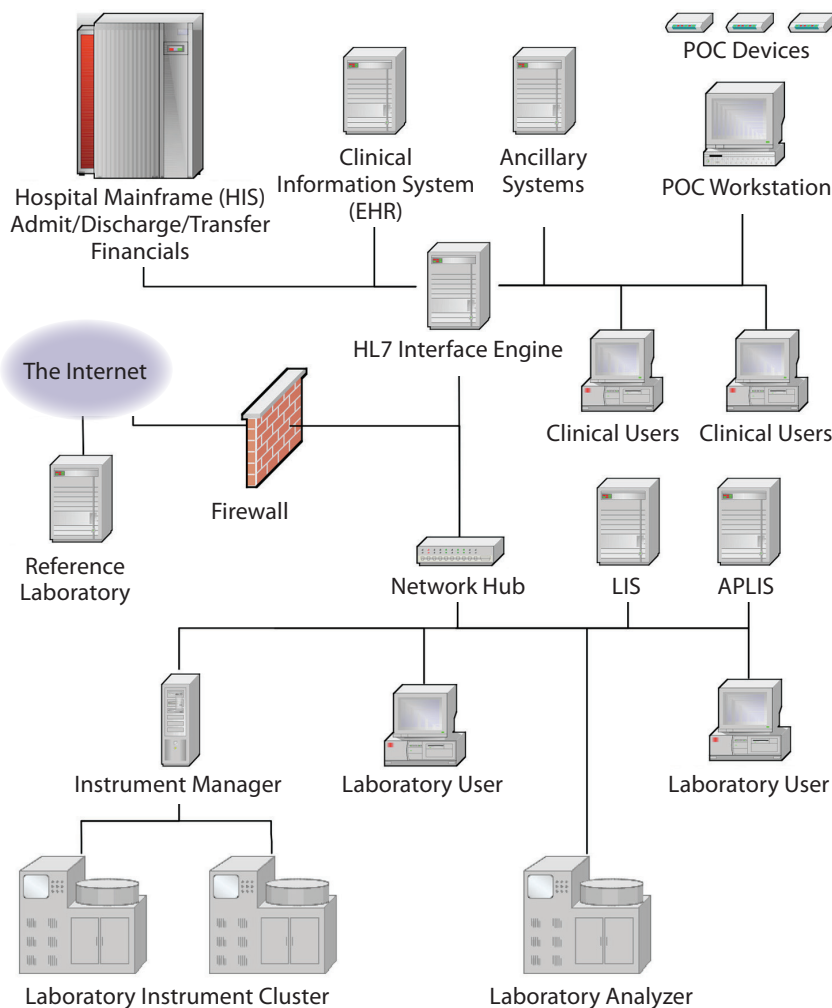 POC Devices
Hospital Mainframe (HIS)
Admit/Discharge/Transfer
Financials
Clinical
Information System
(EHR)
Ancillary
Systems
POC Workstation
HL7 Interface Engine
The Internet
Clinical Users
Clinical Users
Firewall
Reference
Laboratory
Network Hub
LIS
APLIS
Instrument Manager
Laboratory User
Laboratory User
Laboratory Instrument Cluster
Laboratory Analyzer